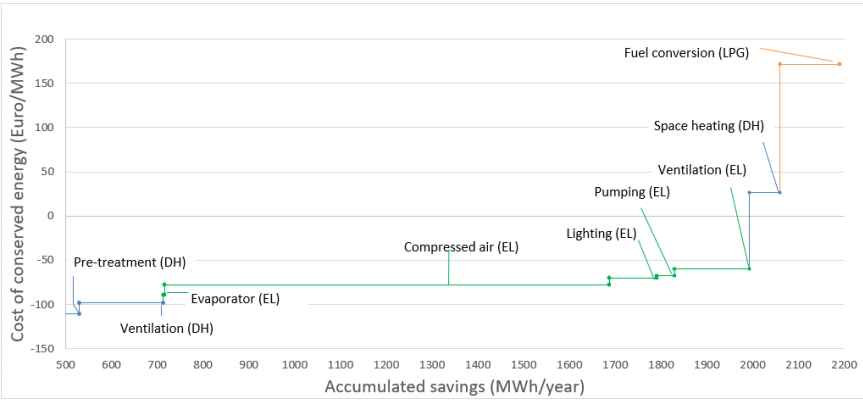 Cost of conserved energy (Euro/MWh)
200
150
100
50
0
-50
-100
-150
Fuel conversion (LPG)
Space heating (DH)
Ventilation (EL)
Pumping (EL)
Lighting (EL)
Compressed air (EL)
Pre-treatment (DH)
Evaporator (EL)
Ventilation (DH)
500 600 700 800 900 1000 1100 1200 1300 1400 1500 1600 1700 1800 1900 2000 2100 2200
Accumulated savings (MWh/year)